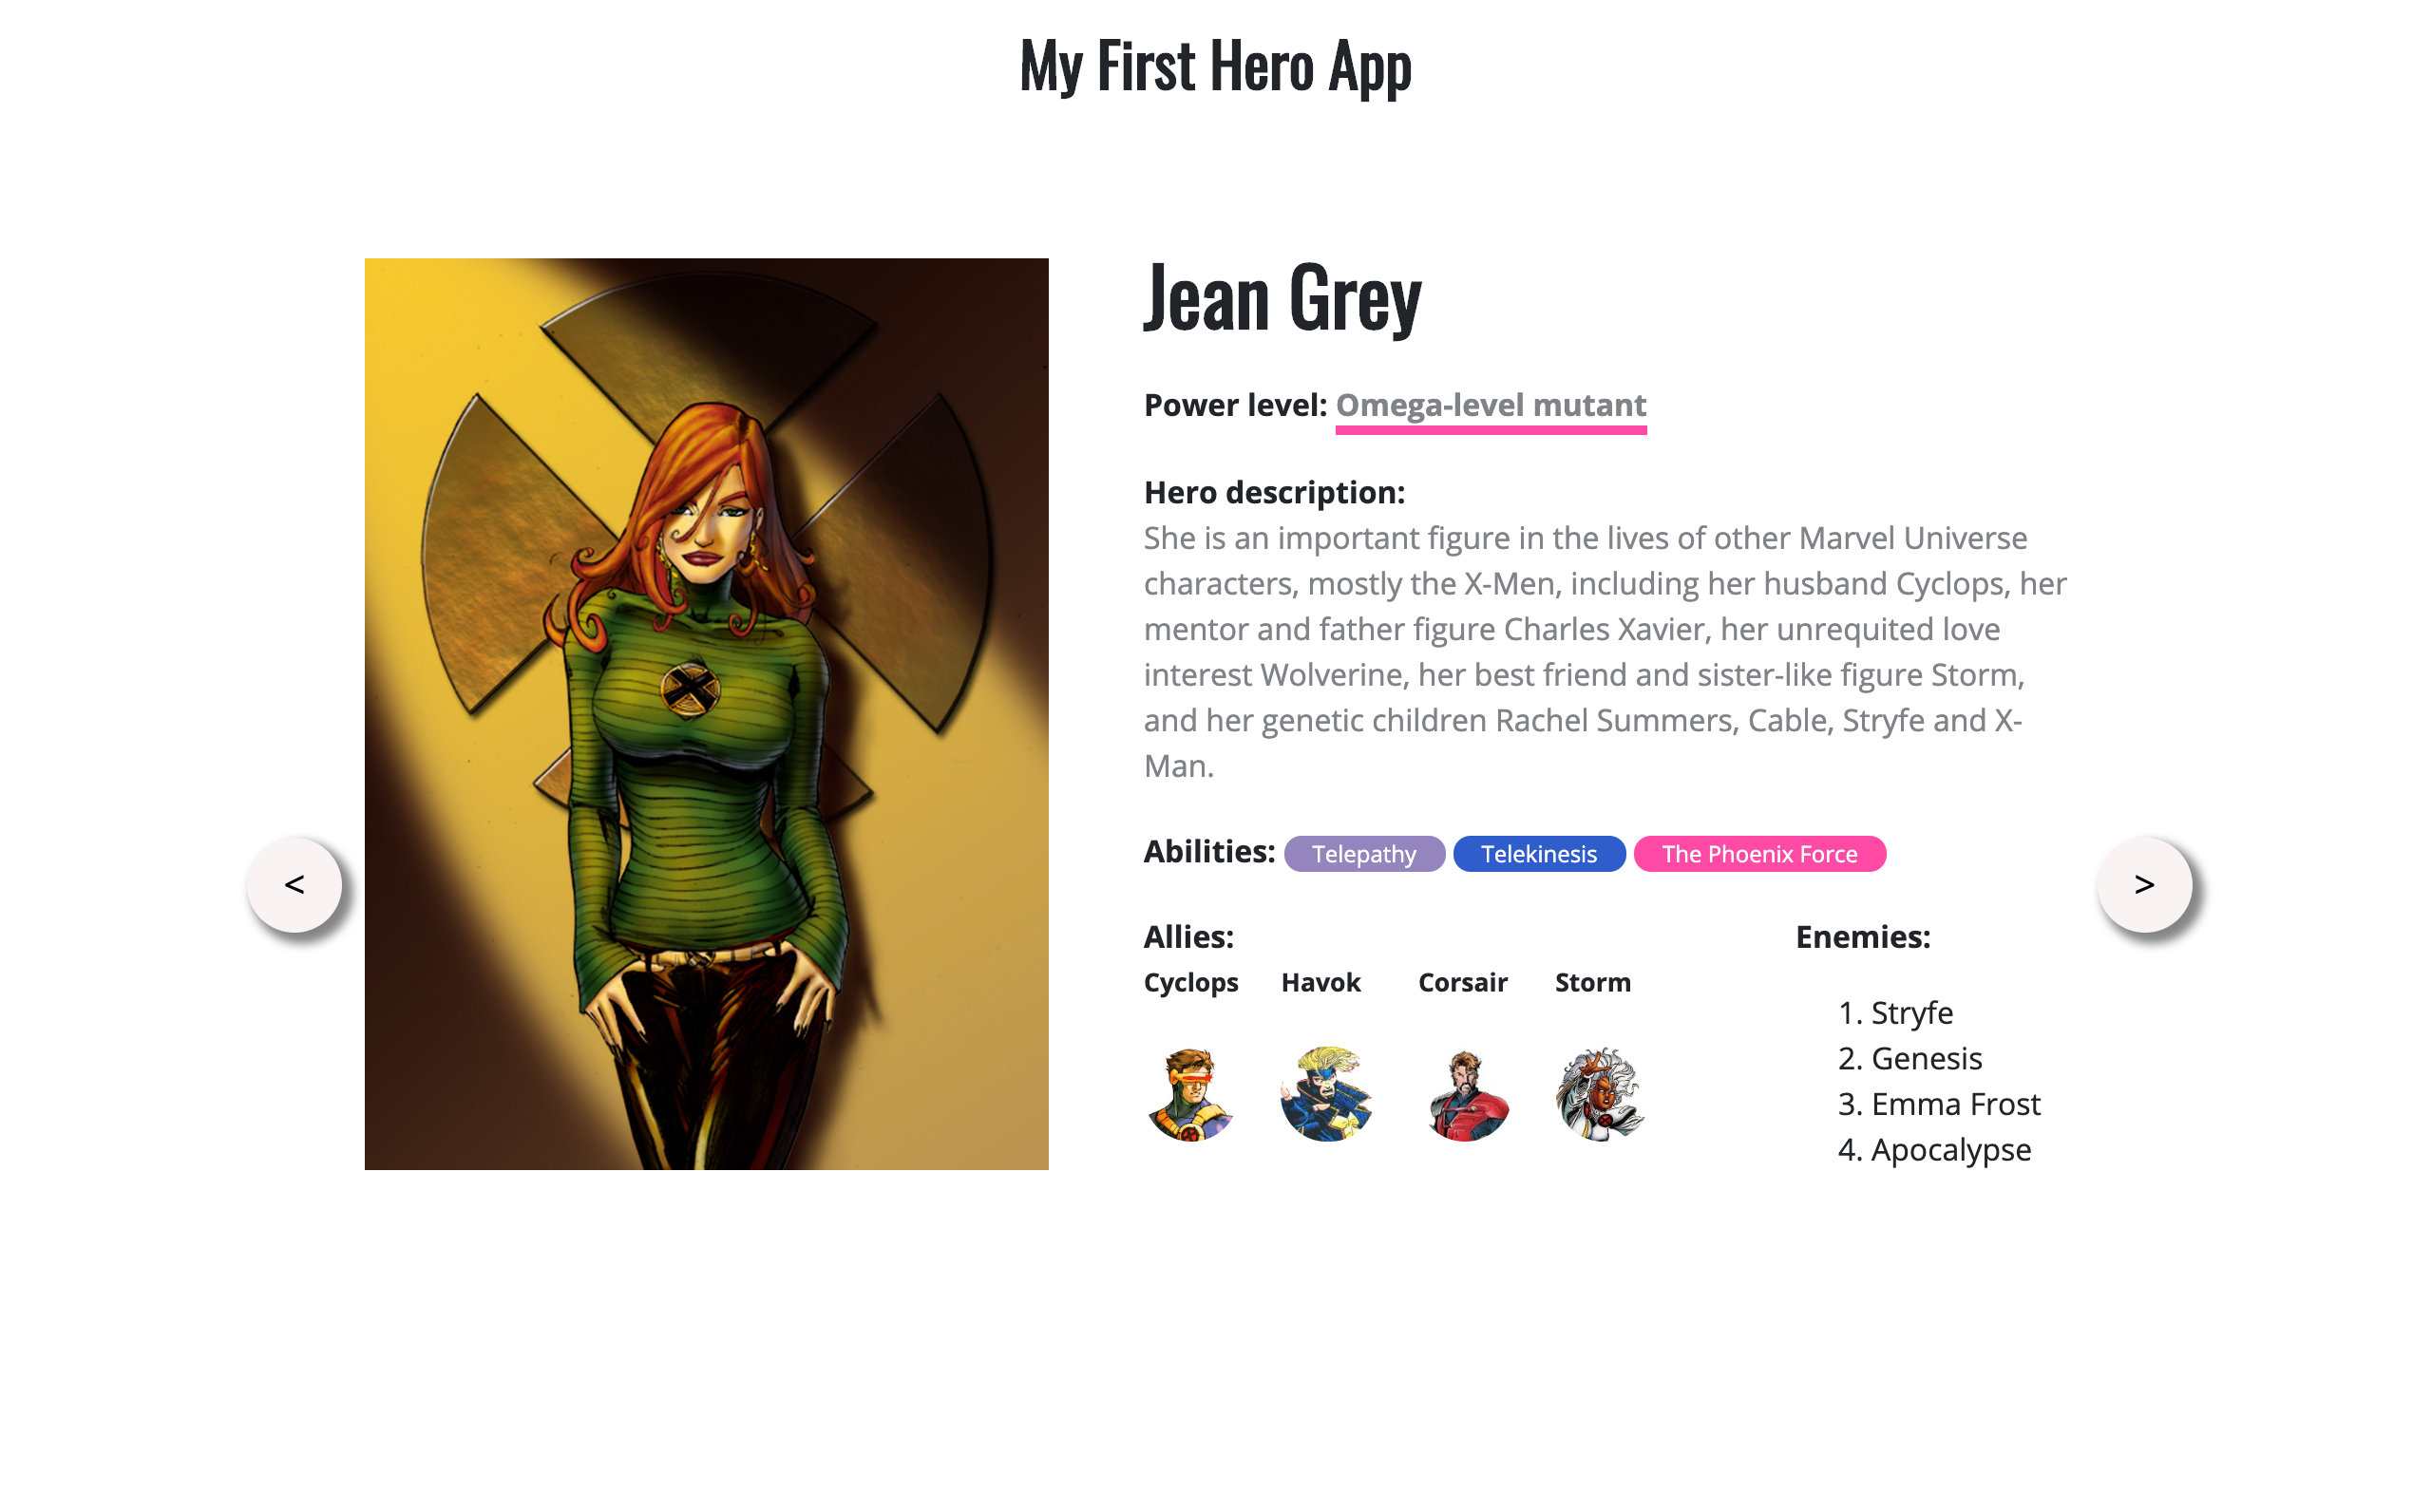 My First Hero App
Jean Grey
Power level: Omega-level mutant
Hero description:
She is an important figure in the lives of other Marvel Universe
characters, mostly the X-Men, including her husband Cyclops, her
mentor and father figure Charles Xavier, her unrequited love
interest Wolverine, her best friend and sister-like figure Storm,
and her genetic children Rachel Summers, Cable, Stryfe and X-
Man.
Abilities: Telepathy Telekinesis The Phoenix Force
<
>
Allies:
Cyclops Havok Corsair Storm
Enemies:
1. Stryfe
2. Genesis
3. Emma Frost
4. Apocalypse